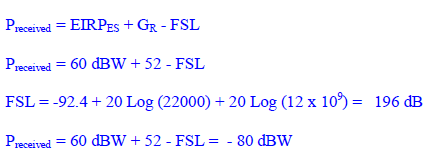 Preceived = EIRPES + GR - FSL
Preceived = 60 dBW + 52 - FSL
FSL = -92.4 + 20 Log (22000) + 20 Log (12 x 10⁹) = 196 dB
Preceived = 60 dBW + 52 - FSL = - 80 dBW